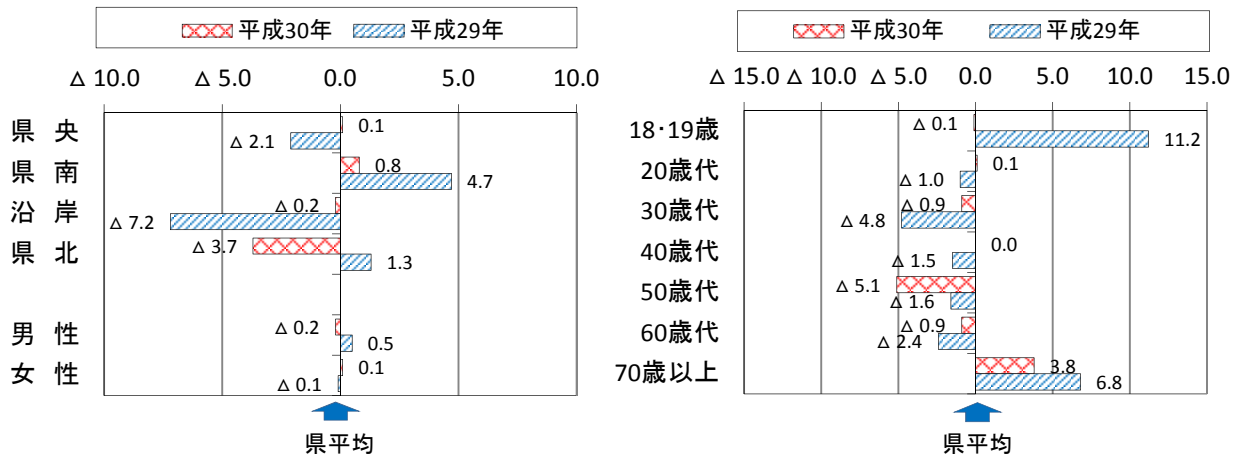 平成30年 平成29年
△ 10.0 △ 5.0 0.0 5.0 10.0
県 央 0.1
△ 2.1
県 南 0.8
4.7
沿 岸 △ 0.2
△ 7.2
県 北 △ 3.7
1.3
男 性 △ 0.2
0.5
女 性 0.1
△ 0.1
県平均
平成30年 平成29年
△ 15.0 △ 10.0 △ 5.0 0.0 5.0 10.0 15.0
18･19歳 △ 0.1
11.2
20歳代 0.1
△ 1.0
30歳代 △ 0.9
△ 4.8
40歳代 0.0
△ 1.5
50歳代 △ 5.1
△ 1.6
60歳代 △ 0.9
△ 2.4
70歳以上 3.8
6.8
県平均